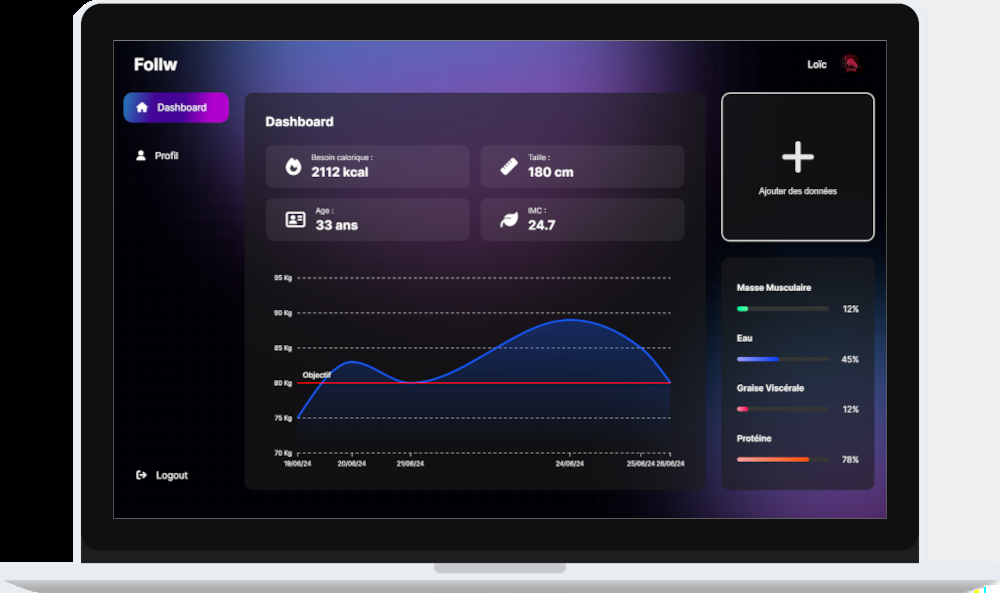 Follw
Loïc
Dashboard
Profil
Logout
Dashboard
Besoin calorique :
2112 kcal
Taille :
180 cm
Age :
33 ans
IMC :
24.7
95 Kg
90 Kg
85 Kg
Objectif
80 Kg
75 Kg
70 Kg
19/06/24 20/06/24 21/06/24 24/06/24 25/06/24 26/06/24
Ajouter des données
Masse Musculaire
12%
Eau
45%
Graise Viscérale
12%
Protéine
78%